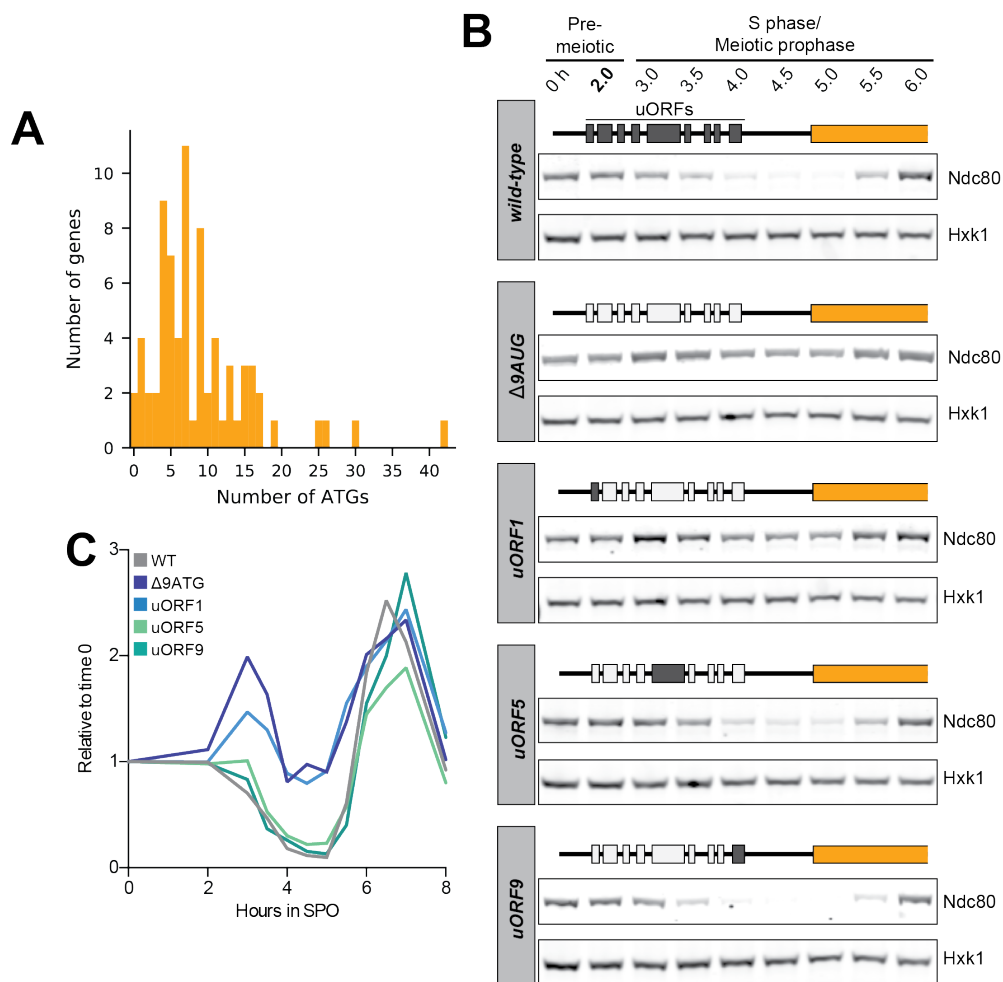 A
Number of genes
10
8
6
4
2
0
0 5 10 15 20 25 30 35 40
Number of ATGs
B
Pre-
meiotic
S phase/
Meiotic prophase
0 h 2.0 3.0 3.5 4.0 4.5 5.0 5.5 6.0
wild-type
uORFs
Ndc80
Hxk1
Δ9AUG
Ndc80
Hxk1
uORF1
Ndc80
Hxk1
uORF5
Ndc80
Hxk1
uORF9
Ndc80
Hxk1
C
Relative to time 0
3
2
1
0
WT
Δ9ATG
uORF1
uORF5
uORF9
0 2 4 6 8
Hours in SPO